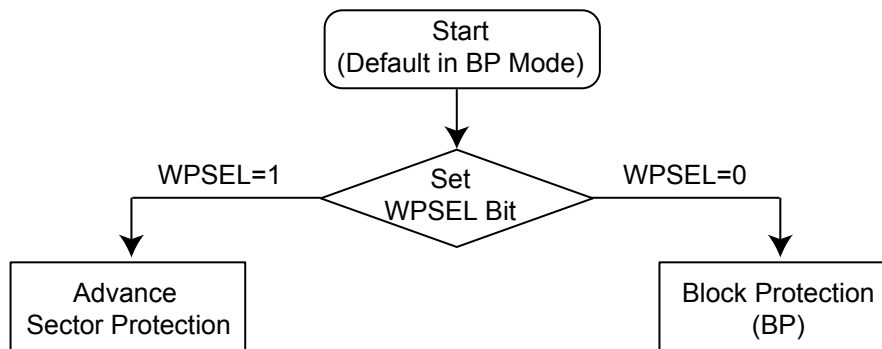 Start
(Default in BP Mode)
WPSEL=1
Set
WPSEL Bit
WPSEL=0
Advance
Sector Protection
Block Protection
(BP)